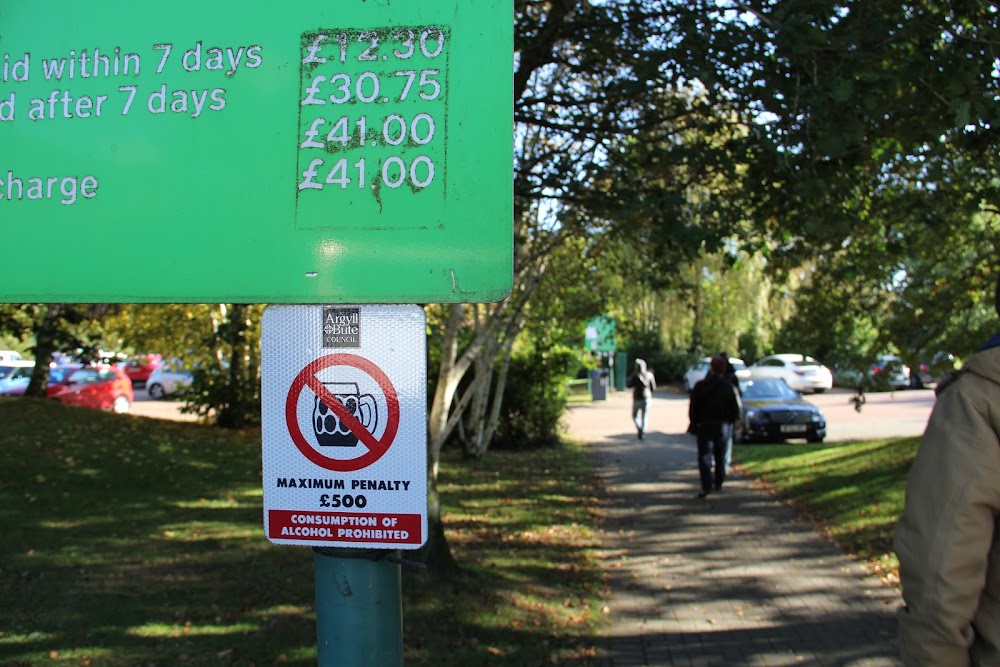 £12.30
id within 7 days £30.75
d after 7 days £41.00
charge £41.00
Argyll
&Bute
COUNCIL
MAXIMUM PENALTY
£500
CONSUMPTION OF
ALCOHOL PROHIBITED